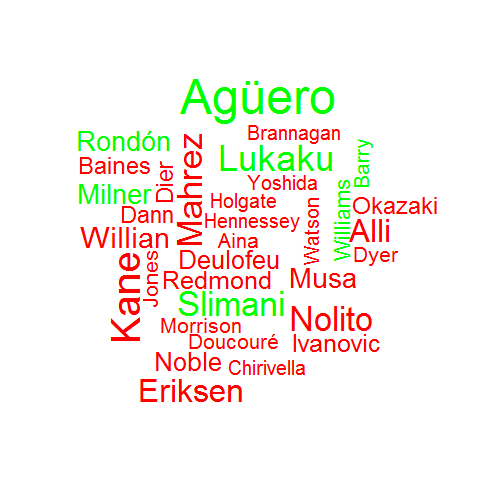 Agüero
Brannagan
Rondón
Lukaku
Barry
Baines
Dier
Mahrez
Yoshida
Milner
Holgate
Williams
Okazaki
Dann
Hennessey
Watson
Alli
Willian
Aina
Dyer
Deulofeu
Kane
Jones
Redmond
Musa
Slimani
Morrison
Nolito
Doucouré
Ivanovic
Noble
Chirivella
Eriksen